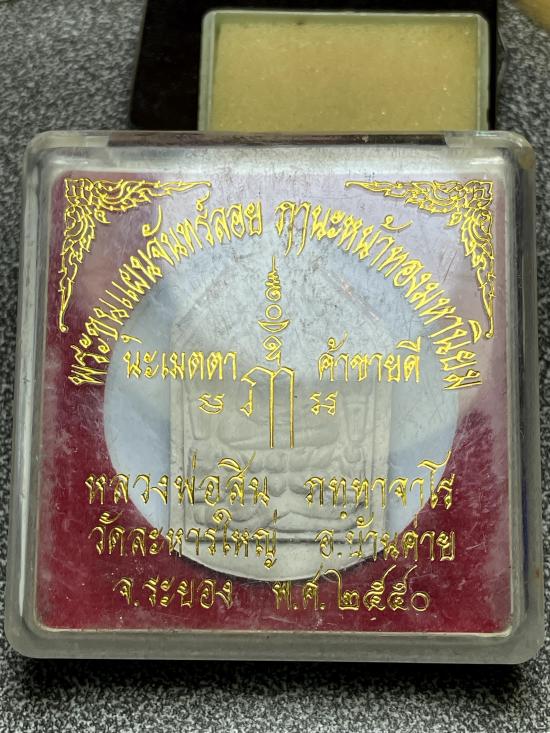 พระขุนแผนจันทร์ลอย ภานะหน้าทองมหานิยม
นะเมตตา ค้าขายดี
หลวงพ่อสิน ภทฺทาจาโร
วัดละหารใหญ่ อ.บ้านค่าย
จ.ระยอง พ.ศ.๒๕๕๐